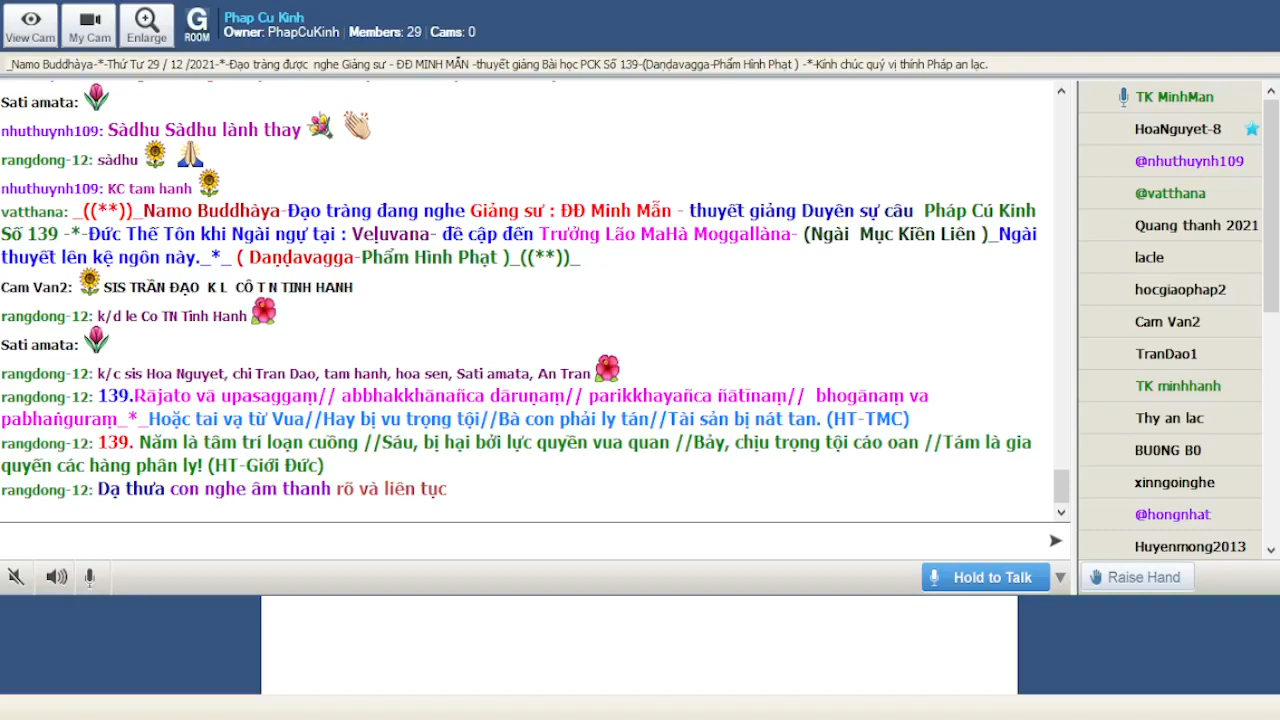 View Cam
My Cam
Enlarge
G
ROOM
Phap Cu Kinh
Owner: PhapCuKinh | Members: 29 | Cams: 0
_Namo Buddhàya-*-Thứ Tư 29 / 12 /2021-*-Đạo tràng được nghe Giảng sư - ĐĐ MINH MẪN -thuyết giảng Bài học PCK Số 139-(Daṇḍavagga-Phẩm Hình Phạt ) -*-Kính chúc quý vị thính Pháp an lạc.
Sati amata:
nhuthuynh109: Sàdhu Sàdhu lành thay
rangdong-12: sàdhu
nhuthuynh109: KC tam hanh
vatthana: _((**))_Namo Buddhàya-Đạo tràng đang nghe Giảng sư : ĐĐ Minh Mẫn - thuyết giảng Duyên sự câu Pháp Cú Kinh
Số 139 -*-Đức Thế Tôn khi Ngài ngự tại : Veḷuvana- đề cập đến Trưởng Lão MaHà Moggallàna- (Ngài Mục Kiền Liên )_Ngài
thuyết lên kệ ngôn này._*_ ( Daṇḍavagga-Phẩm Hình Phạt )_((**))_
Cam Van2: SIS TRẦN ĐẠO K L CÔ T N TINH HANH
rangdong-12: k/d le Co TN Tinh Hanh
Sati amata:
rangdong-12: k/c sis Hoa Nguyet, chi Tran Dao, tam hanh, hoa sen, Sati amata, An Tran
rangdong-12: 139.Rājato vā upasaggaṃ// abbhakkhānañca dāruṇaṃ// parikkhayañca ñātīnaṃ// bhogānaṃ va
pabhaṅguraṃ_*_Hoặc tai vạ từ Vua//Hay bị vu trọng tội//Bà con phải ly tán//Tài sản bị nát tan. (HT-TMC)
rangdong-12: 139. Năm là tâm trí loạn cuồng //Sáu, bị hại bởi lực quyền vua quan //Bảy, chịu trọng tội cáo oan //Tám là gia
quyến các hàng phân ly! (HT-Giới Đức)
rangdong-12: Dạ thưa con nghe âm thanh rõ và liên tục
Hold to Talk
TK MinhMan
HoaNguyet-8
@nhuthuynh109
@vatthana
Quang thanh 2021
lacle
hocgiaophap2
Cam Van2
TranDao1
TK minhhanh
Thy an lac
BU0NG B0
xinngoinghe
@hongnhat
Huyenmong2013
Raise Hand